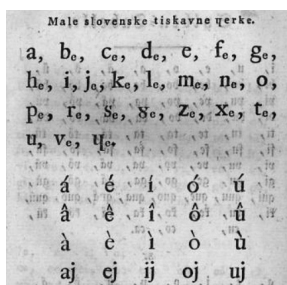 Male slovenske tiskavne ɥerke.
a, bₑ, cₑ, dₑ, e, fₑ, gₑ,
hₑ, i, jₑ, kₑ, lₑ, mₑ, nₑ, o,
pₑ, rₑ, sₑ, ȣₑ, zₑ, xₑ, tₑ,
u, vₑ, ɥₑ.
á é í ó ú
â ê î ô û
à è ì ò ù
aj ej ij oj uj